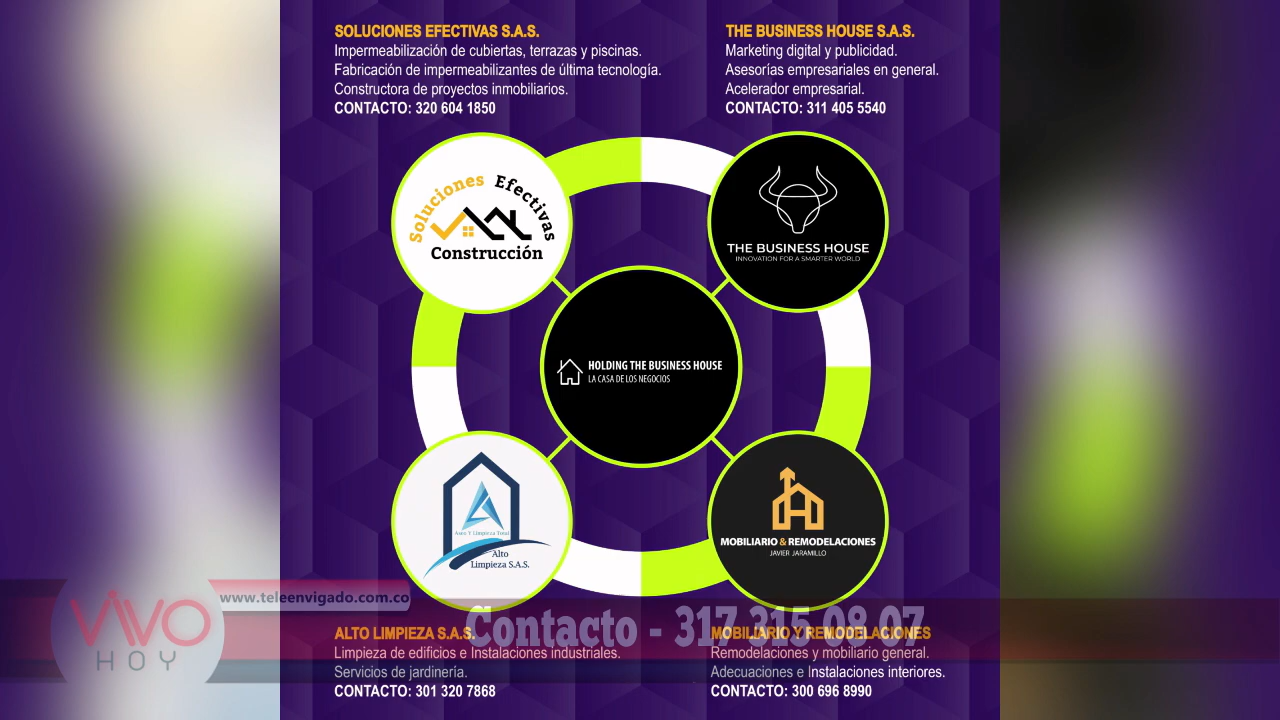 SOLUCIONES EFECTIVAS S.A.S.
Impermeabilización de cubiertas, terrazas y piscinas.
Fabricación de impermeabilizantes de última tecnología.
Constructora de proyectos inmobiliarios.
CONTACTO: 320 604 1850
THE BUSINESS HOUSE S.A.S.
Marketing digital y publicidad.
Asesorías empresariales en general.
Acelerador empresarial.
CONTACTO: 311 405 5540
Soluciones Efectivas
Construcción
THE BUSINESS HOUSE
INNOVATION FOR A SMARTER WORLD
HOLDING THE BUSINESS HOUSE
LA CASA DE LOS NEGOCIOS
Aseo Y Limpieza Total
Alto
Limpieza S.A.S.
MOBILIARIO & REMODELACIONES
JAVIER JARAMILLO
www.teleenvigado.com.co
VIVO
HOY
Contacto - 317 315 08 07
ALTO LIMPIEZA S.A.S.
Limpieza de edificios e Instalaciones industriales.
Servicios de jardinería.
CONTACTO: 301 320 7868
MOBILIARIO Y REMODELACIONES
Remodelaciones y mobiliario general.
Adecuaciones e Instalaciones interiores.
CONTACTO: 300 696 8990